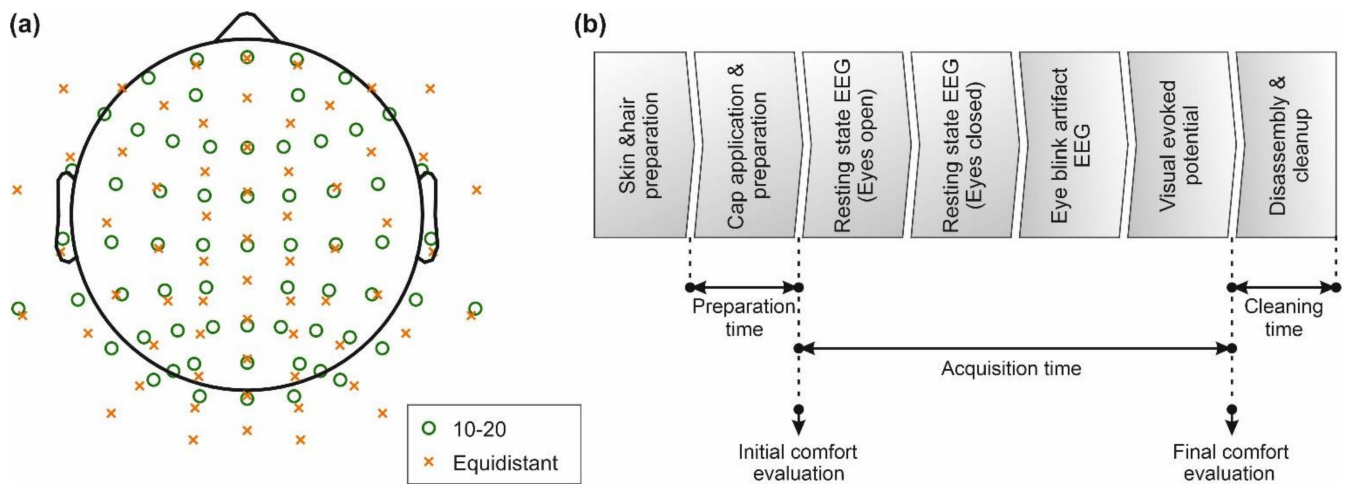 (a)
10-20
Equidistant
(b)
Skin &hair
preparation
Cap application &
preparation
Resting state EEG
(Eyes open)
Resting state EEG
(Eyes closed)
Eye blink artifact
EEG
Visual evoked
potential
Disassembly &
cleanup
Preparation
time
Cleaning
time
Acquisition time
Initial comfort
evaluation
Final comfort
evaluation